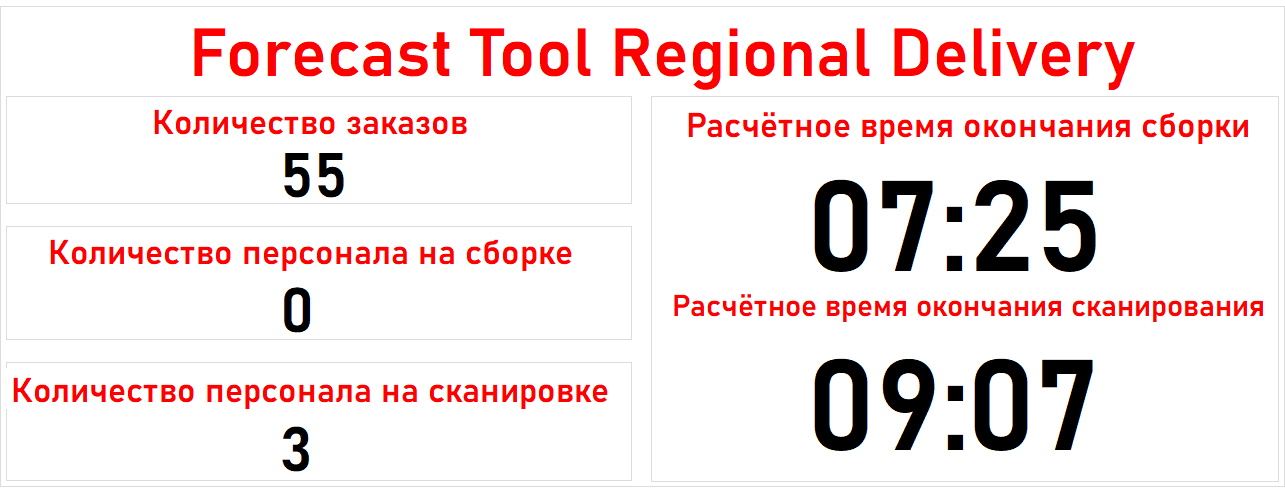 Forecast Tool Regional Delivery
Количество заказов
55
Количество персонала на сборке
0
Количество персонала на сканировке
3
Расчётное время окончания сборки
07:25
Расчётное время окончания сканирования
09:07